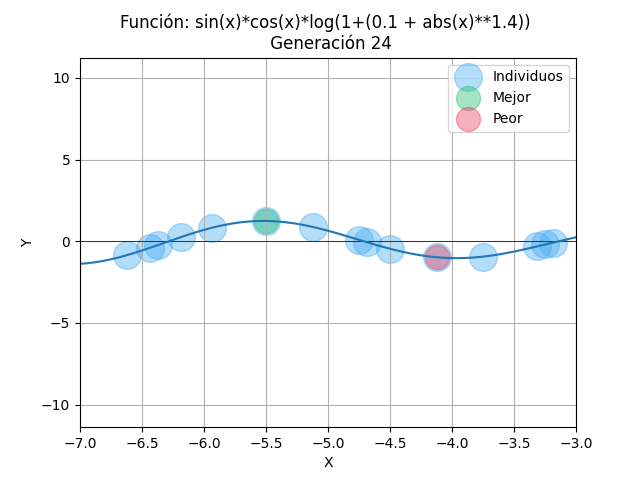 Función: sin(x)*cos(x)*log(1+(0.1 + abs(x)**1.4))
Generación 24
Individuos
Mejor
Peor
10
5
0
−5
−10
Y
−7.0 −6.5 −6.0 −5.5 −5.0 −4.5 −4.0 −3.5 −3.0
X